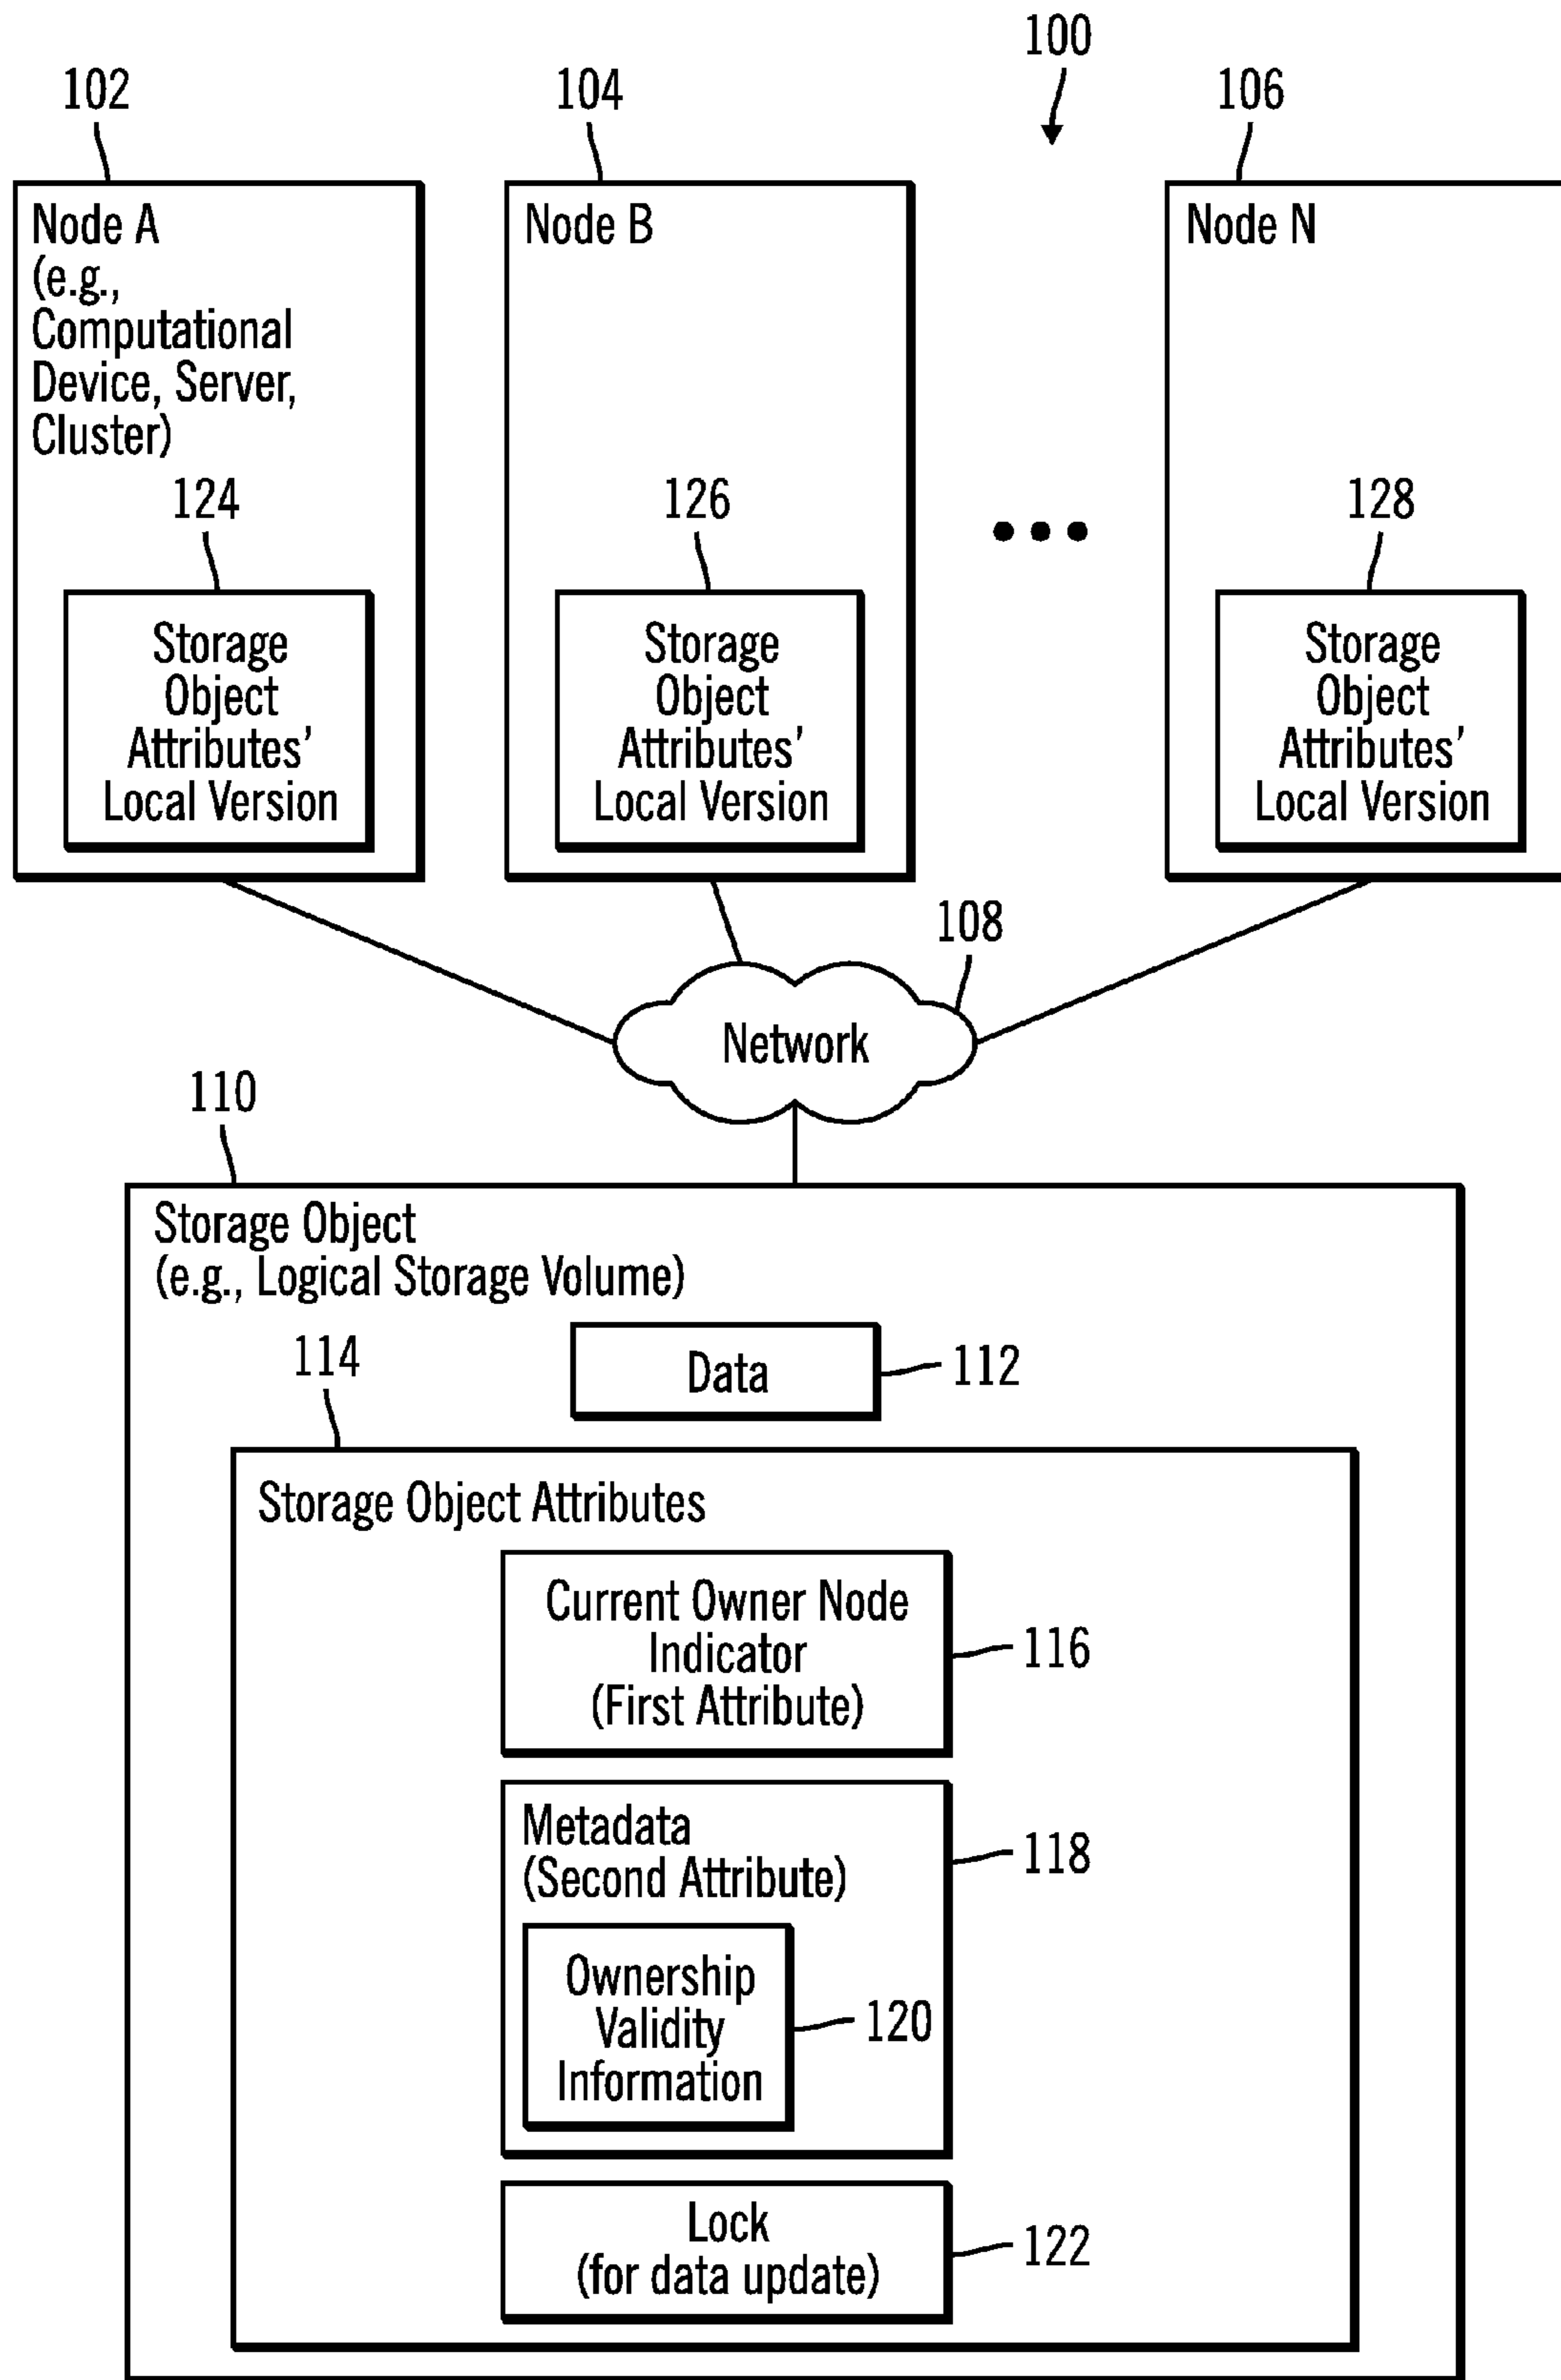 100
102
104
106
Node A
(e.g.,
Computational
Device, Server,
Cluster)
Node B
Node N
124
126
128
Storage
Object
Attributes'
Local Version
Storage
Object
Attributes'
Local Version
Storage
Object
Attributes'
Local Version
108
Network
110
Storage Object
(e.g., Logical Storage Volume)
Data
112
114
Storage Object Attributes
Current Owner Node
Indicator
(First Attribute)
116
Metadata
(Second Attribute)
118
Ownership
Validity
Information
120
Lock
(for data update)
122